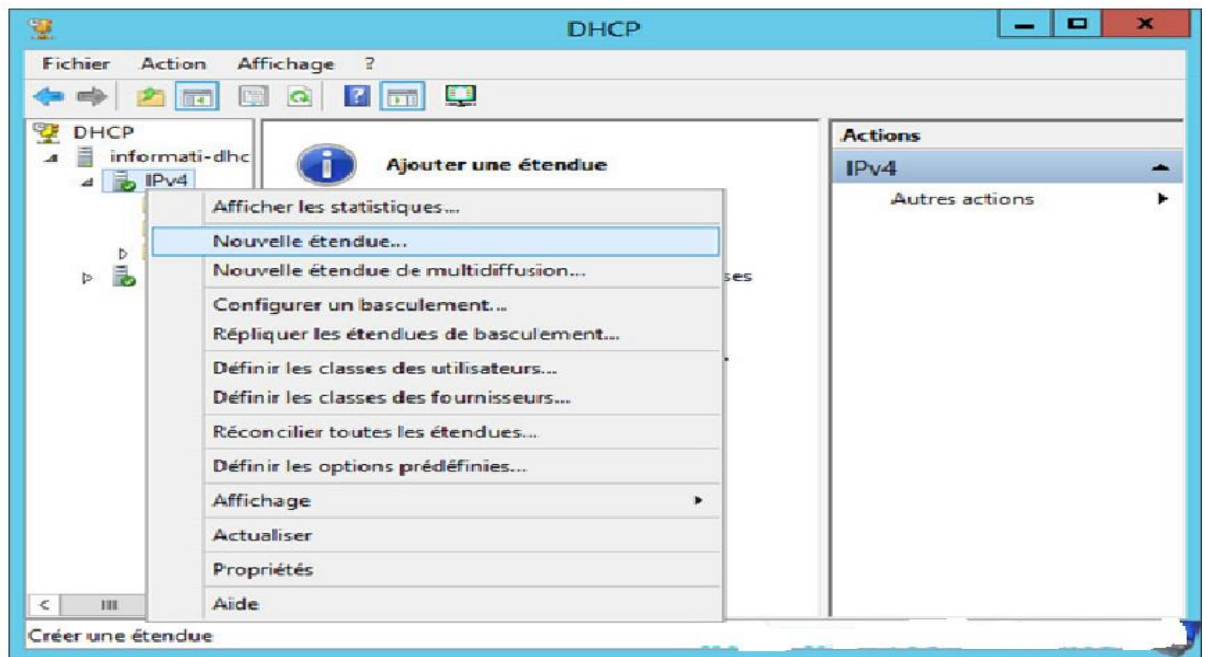 DHCP
Fichier Action Affichage ?
DHCP
informati-dhc
IPv4
Ajouter une étendue
Afficher les statistiques...
Nouvelle étendue...
Nouvelle étendue de multidiffusion...
ses
Configurer un basculement...
Répliquer les étendues de basculement...
Définir les classes des utilisateurs...
Définir les classes des fournisseurs...
Réconcilier toutes les étendues...
Définir les options prédéfinies...
Affichage
Actualiser
Propriétés
Aide
Actions
IPv4
Autres actions
Créer une étendue